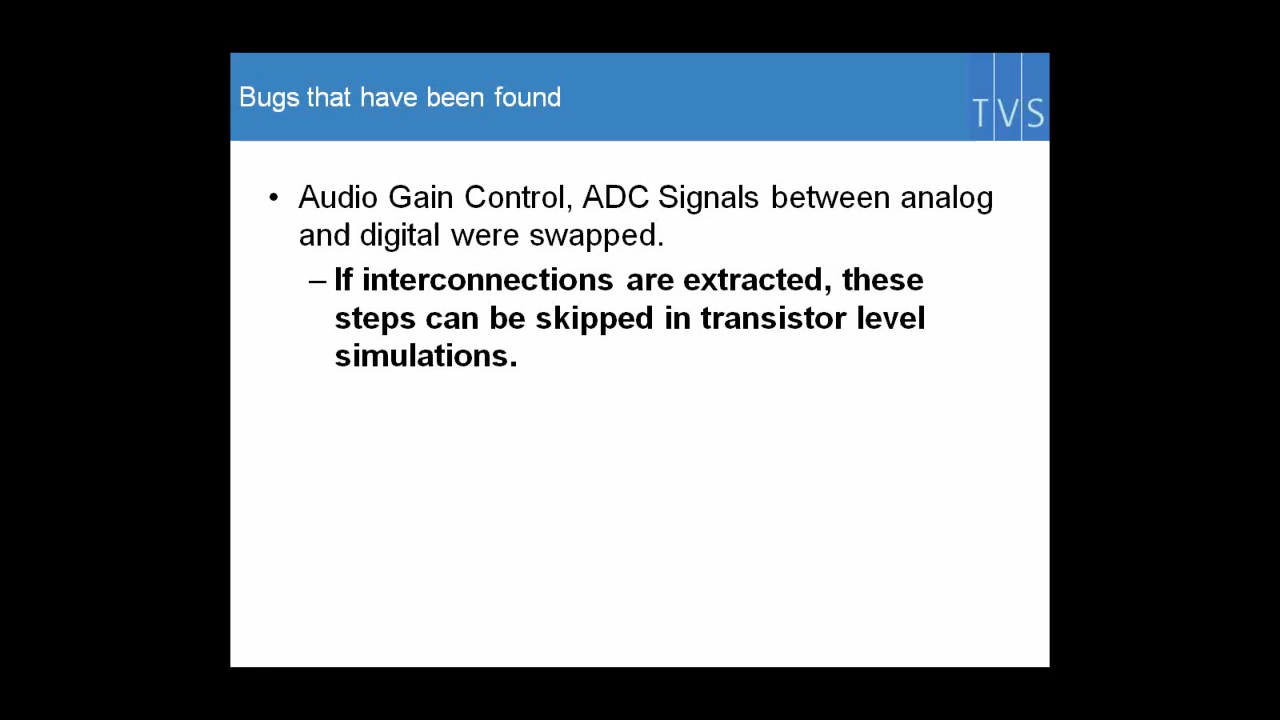 Bugs that have been found
TVS
• Audio Gain Control, ADC Signals between analog
and digital were swapped.
– If interconnections are extracted, these
steps can be skipped in transistor level
simulations.